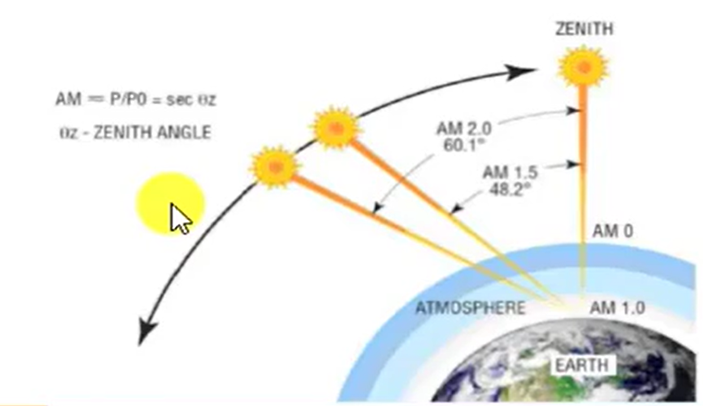 ZENITH
AM = P/P0 = sec θz
θz - ZENITH ANGLE
AM 2.0
60.1°
AM 1.5
48.2°
AM 0
ATMOSPHERE
AM 1.0
EARTH